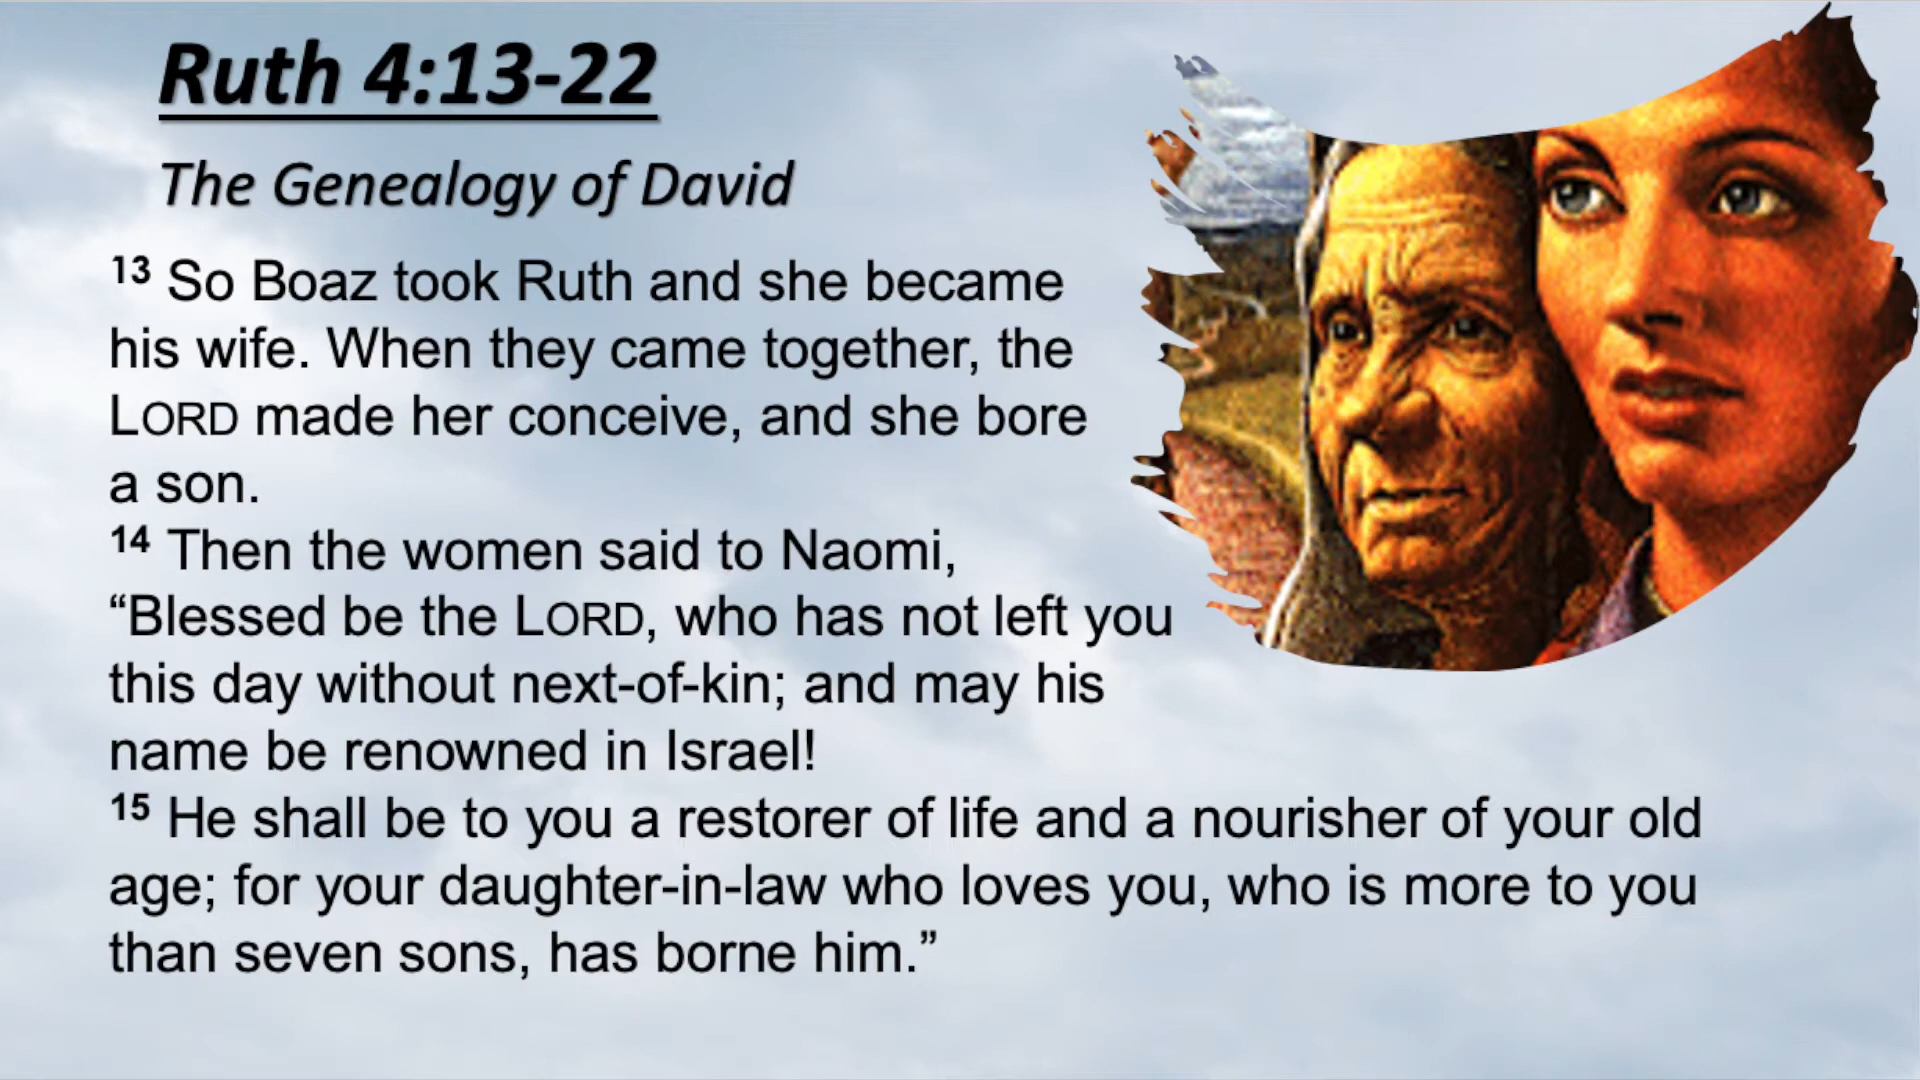 Ruth 4:13-22
The Genealogy of David
13 So Boaz took Ruth and she became
his wife. When they came together, the
LORD made her conceive, and she bore
a son.
14 Then the women said to Naomi,
“Blessed be the LORD, who has not left you
this day without next-of-kin; and may his
name be renowned in Israel!
15 He shall be to you a restorer of life and a nourisher of your old
age; for your daughter-in-law who loves you, who is more to you
than seven sons, has borne him.”